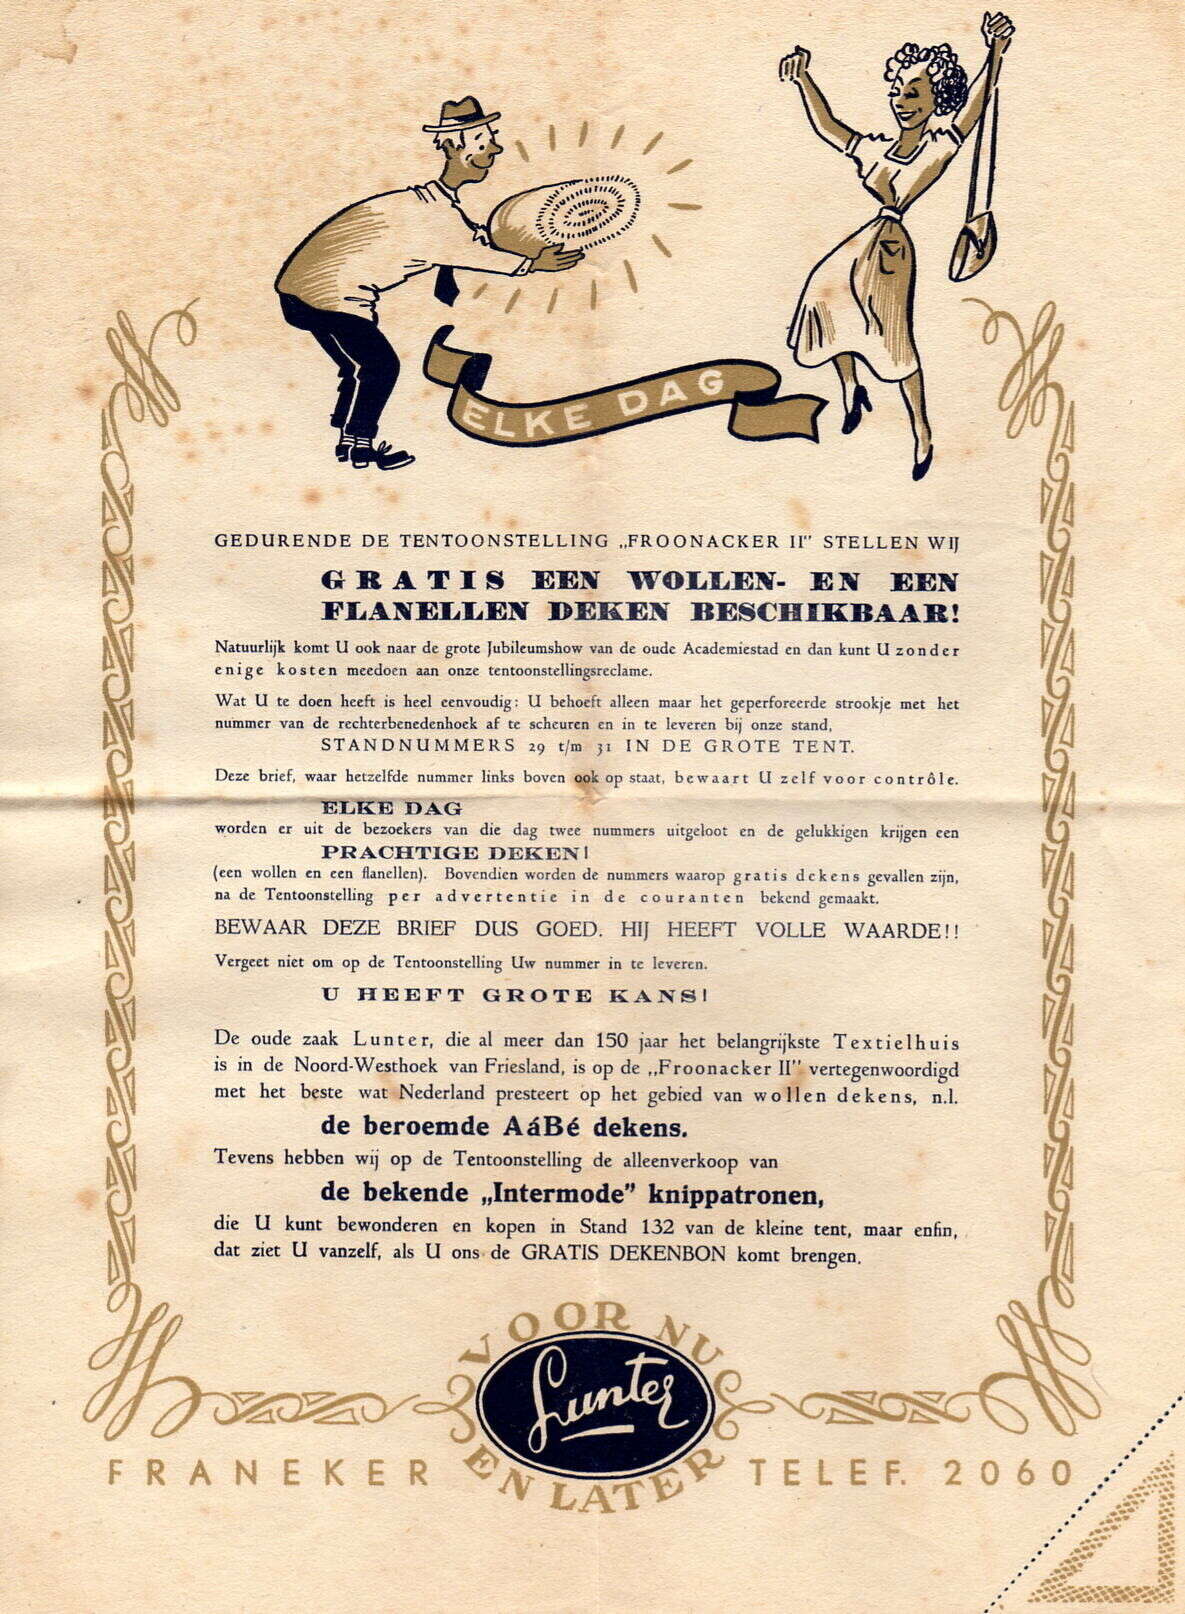 ELKE DAG
GEDURENDE DE TENTOONSTELLING „FROONACKER II" STELLEN WIJ
GRATIS EEN WOLLEN- EN EEN
FLANELLEN DEKEN BESCHIKBAAR!
Natuurlijk komt U ook naar de grote Jubileumshow van de oude Academiestad en dan kunt U zonder
enige kosten meedoen aan onze tentoonstellingsreclame.
Wat U te doen heeft is heel eenvoudig: U behoeft alleen maar het geperforeerde strookje met het
nummer van de rechterbenedenhoek af te scheuren en in te leveren bij onze stand,
STANDNUMMERS 29 t/m 31 IN DE GROTE TENT.
Deze brief, waar hetzelfde nummer links boven ook op staat, bewaart U zelf voor contrôle.
ELKE DAG
worden er uit de bezoekers van die dag twee nummers uitgeloot en de gelukkigen krijgen een
PRACHTIGE DEKEN!
(een wollen en een flanellen). Bovendien worden de nummers waarop gratis dekens gevallen zijn,
na de Tentoonstelling per advertentie in de couranten bekend gemaakt.
BEWAAR DEZE BRIEF DUS GOED. HIJ HEEFT VOLLE WAARDE!!
Vergeet niet om op de Tentoonstelling Uw nummer in te leveren.
U HEEFT GROTE KANS!
De oude zaak Lunter, die al meer dan 150 jaar het belangrijkste Textielhuis
is in de Noord-Westhoek van Friesland, is op de „Froonacker II" vertegenwoordigd
met het beste wat Nederland presteert op het gebied van wollen dekens, n.l.
de beroemde AáBé dekens.
Tevens hebben wij op de Tentoonstelling de alleenverkoop van
de bekende „Intermode" knippatronen,
die U kunt bewonderen en kopen in Stand 132 van de kleine tent, maar enfin,
dat ziet U vanzelf, als U ons de GRATIS DEKENBON komt brengen.
VOOR NU
Lunter
EN LATER
FRANEKER TELEF. 2060